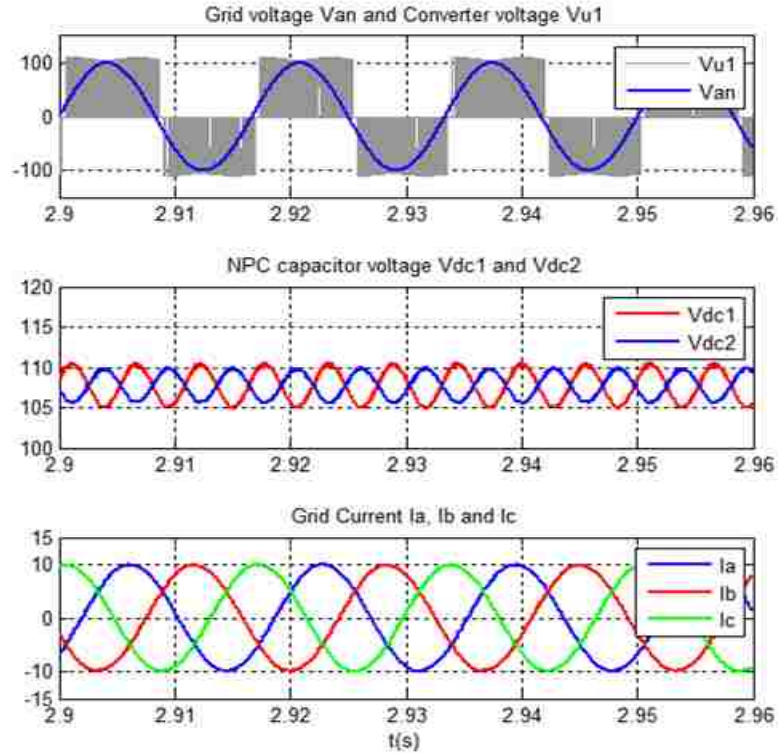 Grid voltage Van and Converter voltage Vu1
100
0
-100
Vu1
Van
2.9 2.91 2.92 2.93 2.94 2.95 2.96
NPC capacitor voltage Vdc1 and Vdc2
120
115
110
105
100
Vdc1
Vdc2
2.9 2.91 2.92 2.93 2.94 2.95 2.96
Grid Current Ia, Ib and Ic
15
10
0
-10
-15
Ia
Ib
Ic
2.9 2.91 2.92 2.93 2.94 2.95 2.96
t(s)